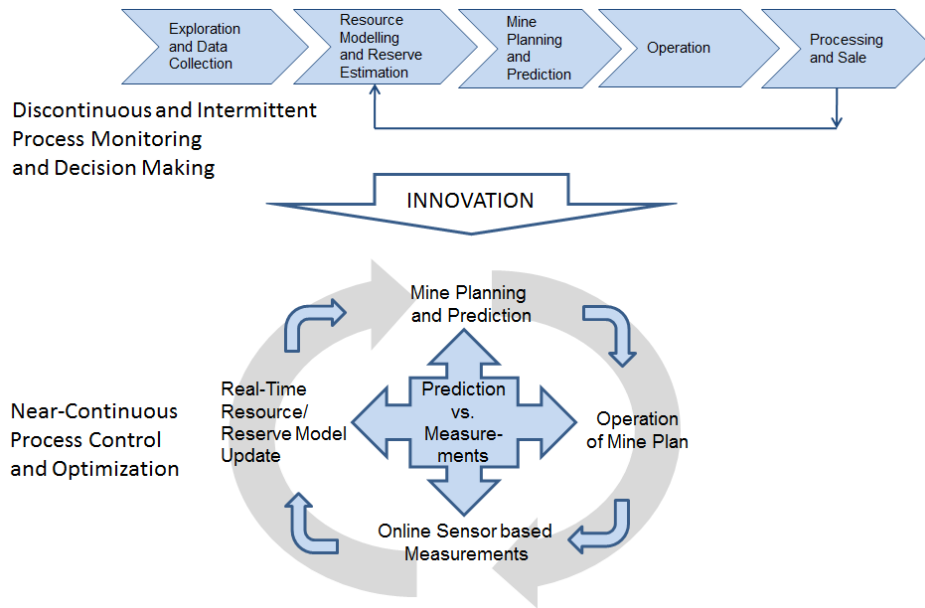 Exploration
and Data
Collection
Resource
Modelling
and Reserve
Estimation
Mine
Planning
and
Prediction
Operation
Processing
and Sale
Discontinuous and Intermittent
Process Monitoring
and Decision Making
INNOVATION
Mine Planning
and Prediction
Real-Time
Resource/
Reserve Model
Update
Prediction
vs.
Measure-
ments
Operation
of Mine Plan
Near-Continuous
Process Control
and Optimization
Online Sensor based
Measurements